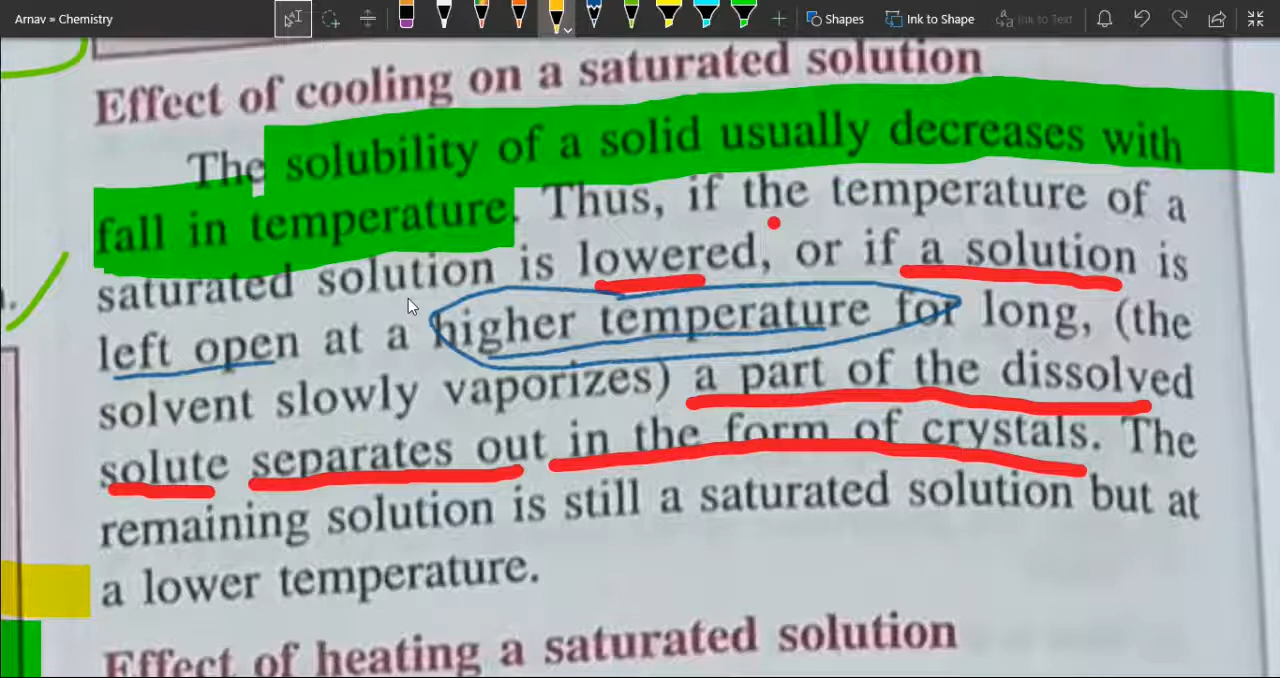 Arnav = Chemistry
Shapes
Ink to Shape
Ink to Text
Effect of cooling on a saturated solution
The solubility of a solid usually decreases with
fall in temperature. Thus, if the temperature of a
saturated solution is lowered, or if a solution is
left open at a higher temperature for long, (the
solvent slowly vaporizes) a part of the dissolved
solute separates out in the form of crystals. The
remaining solution is still a saturated solution but at
a lower temperature.
Effect of heating a saturated solution